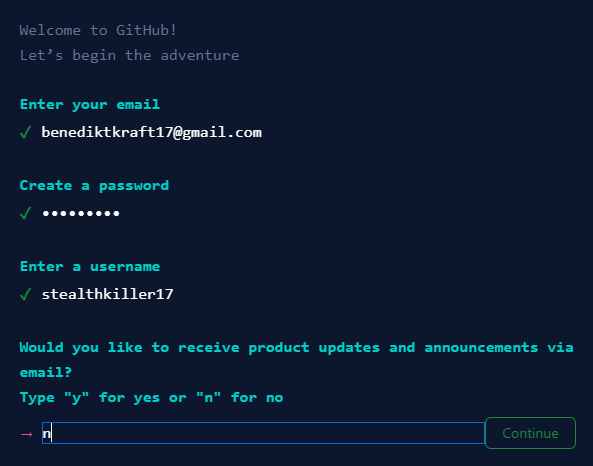 Welcome to GitHub!
Let’s begin the adventure
Enter your email
✓ benediktkraft17@gmail.com
Create a password
✓ •••••••••
Enter a username
✓ stealthkiller17
Would you like to receive product updates and announcements via
email?
Type "y" for yes or "n" for no
→ n Continue